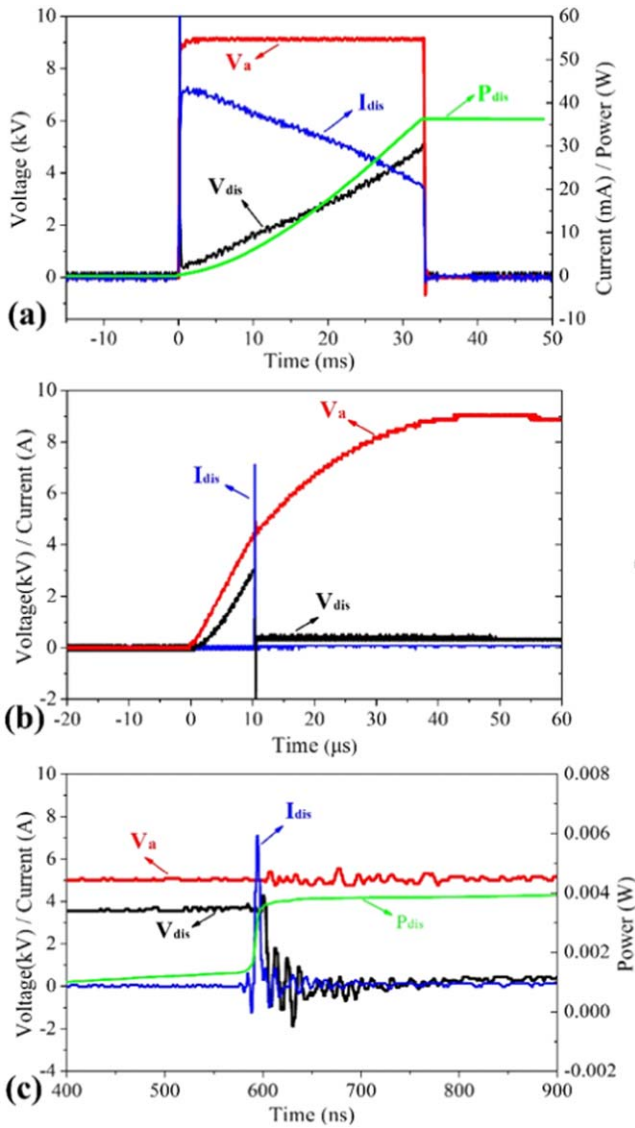 10
8
6
4
2
0
Voltage (kV)
60
50
40
30
20
10
0
-10
Current (mA) / Power (W)
Va
Idis
Pdis
Vdis
-10 0 10 20 30 40 50
Time (ms)
(a)
10
8
6
4
2
0
-2
Voltage(kV) / Current (A)
Va
Idis
Vdis
-20 -10 0 10 20 30 40 50 60
Time (μs)
(b)
10
8
6
4
2
0
-2
-4
Voltage(kV) / Current (A)
0.008
0.006
0.004
0.002
0.000
-0.002
Power (W)
Idis
Va
Vdis
Pdis
400 500 600 700 800 900
Time (ns)
(c)